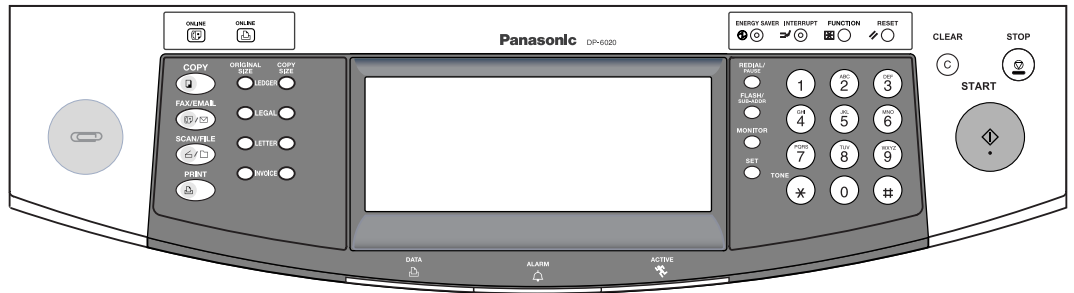 ONLINE ONLINE
Panasonic DP-6020
ENERGY SAVER INTERRUPT FUNCTION RESET
CLEAR STOP
C
START
COPY
FAX/EMAIL
SCAN/FILE
PRINT
ORIGINAL SIZE COPY SIZE
LEDGER
LEGAL
LETTER
INVOICE
REDIAL/
PAUSE
FLASH/
SUB-ADDR
MONITOR
SET
TONE
1 ABC 2 DEF 3
GHI 4 JKL 5 MNO 6
PQRS 7 TUV 8 WXYZ 9
* 0 #
DATA ALARM ACTIVE